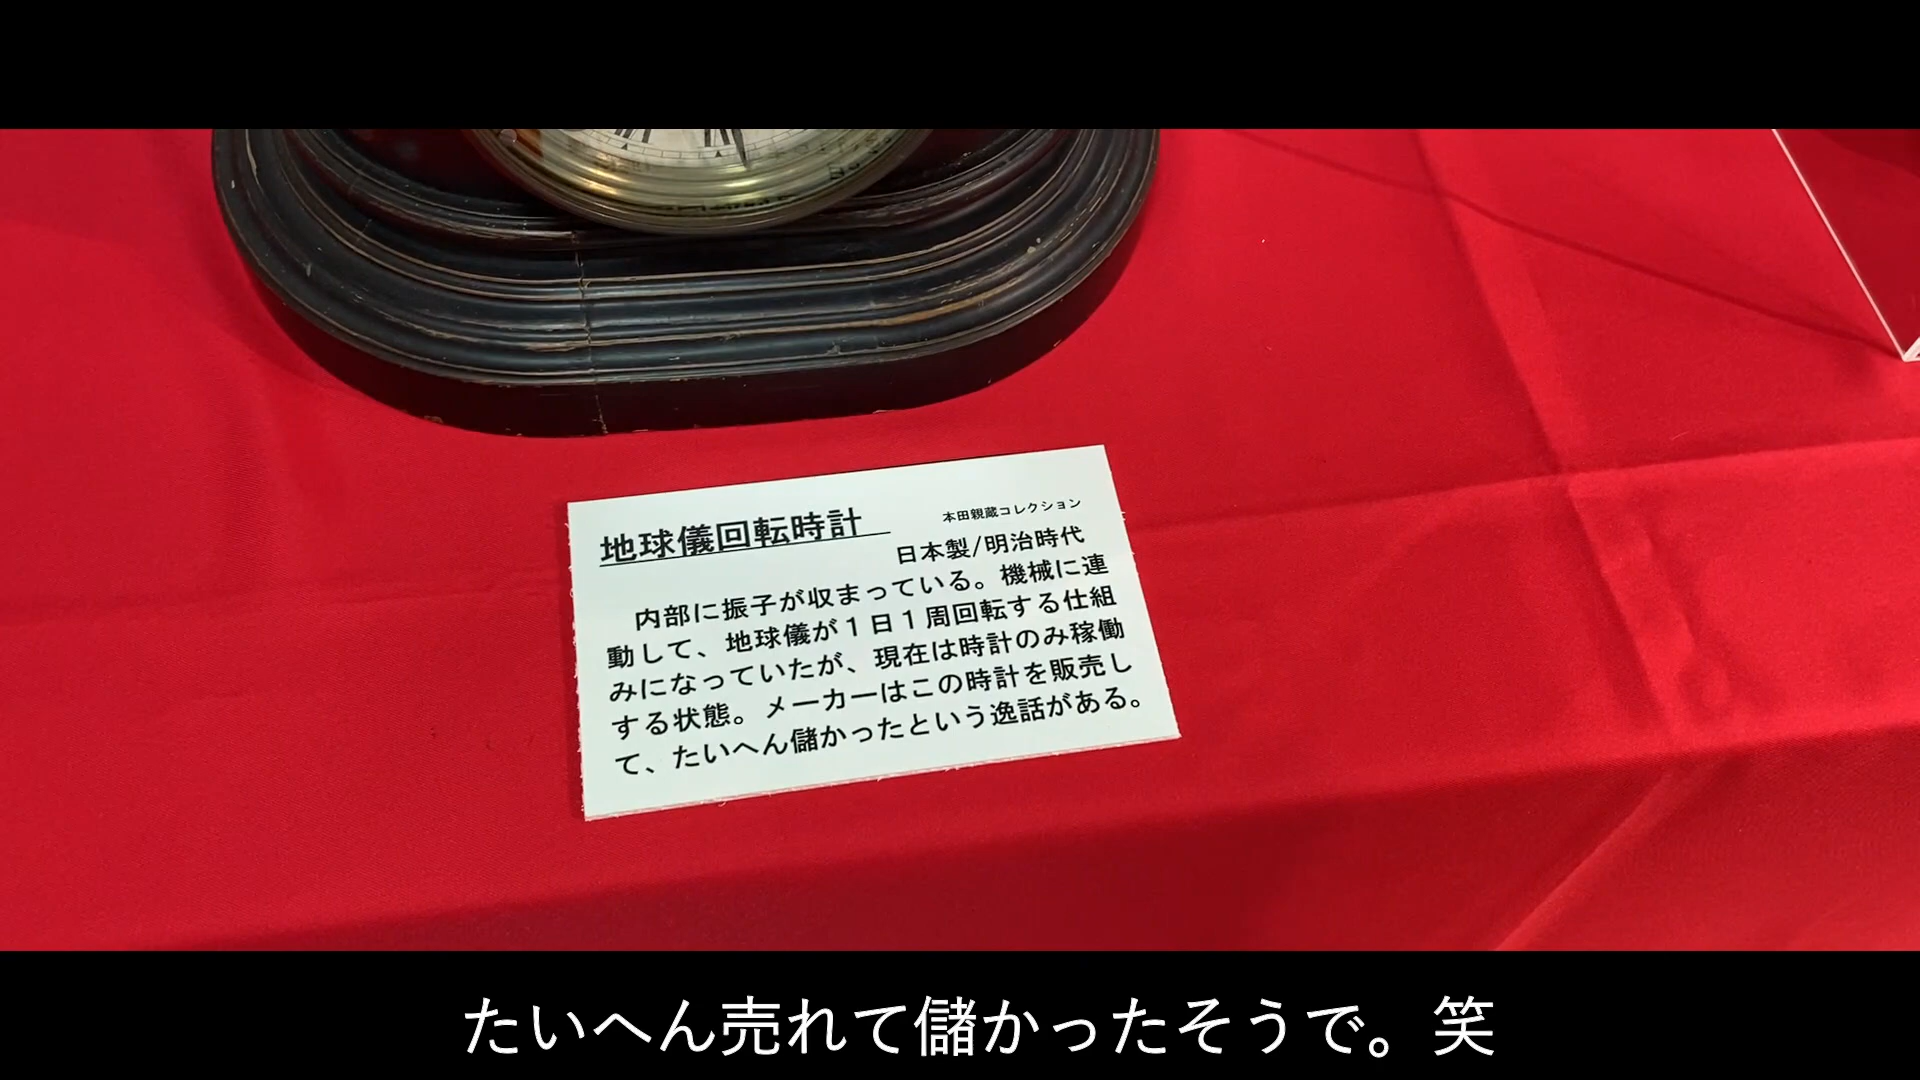 地球儀回転時計
本田親蔵コレクション
日本製/明治時代
内部に振子が収まっている。機械に連
動して、地球儀が1日1周回転する仕組
みになっていたが、現在は時計のみ稼働
する状態。メーカーはこの時計を販売し
て、たいへん儲かったという逸話がある。
たいへん売れて儲かったそうで。笑